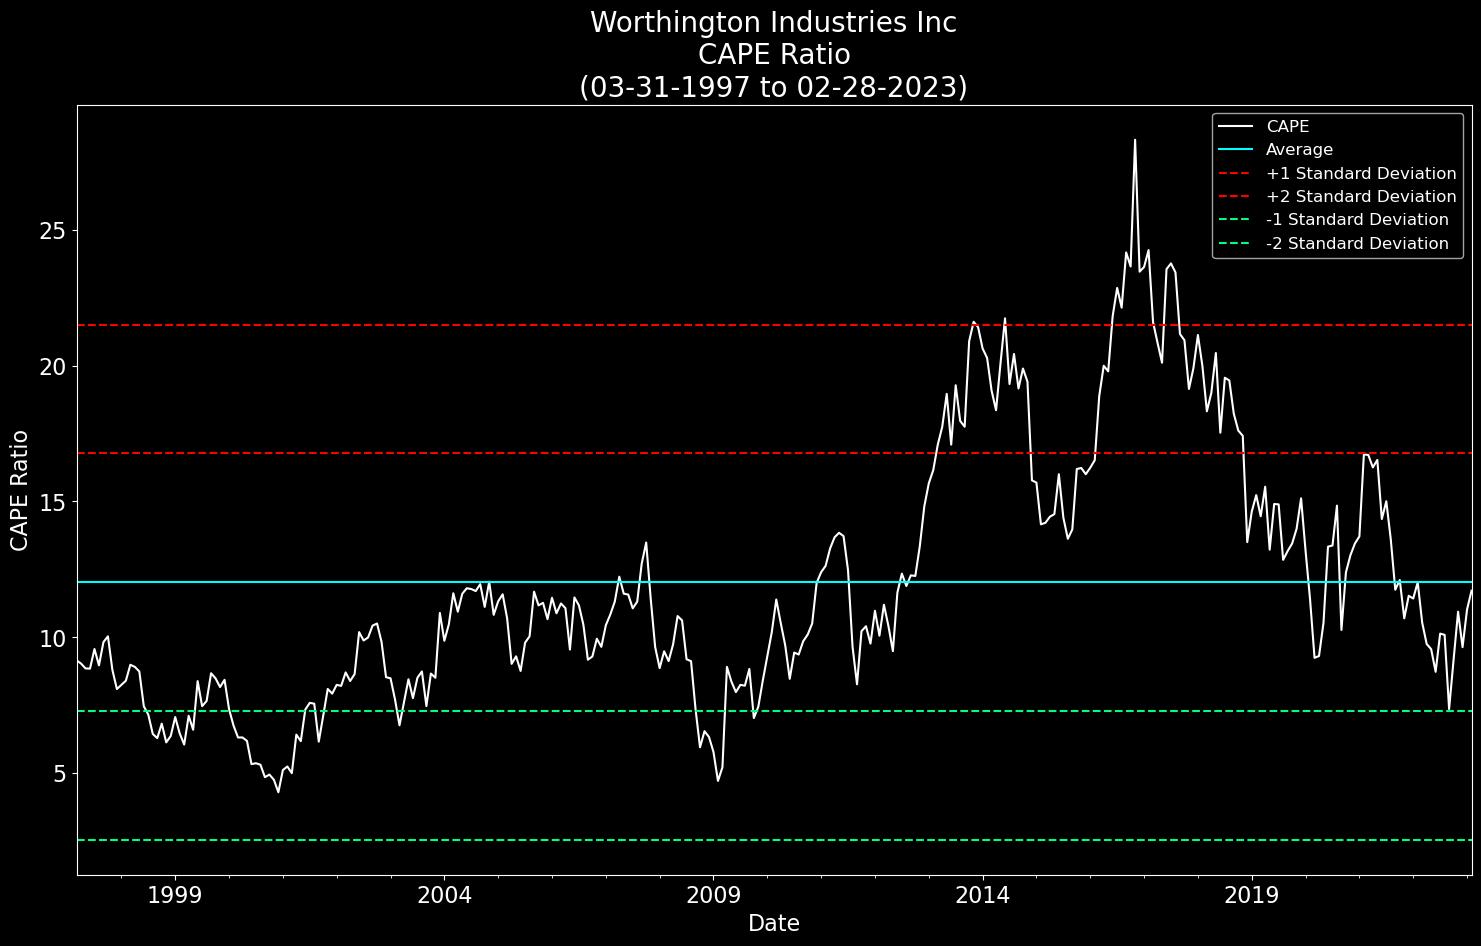 Worthington Industries Inc
CAPE Ratio
(03-31-1997 to 02-28-2023)
CAPE
Average
+1 Standard Deviation
+2 Standard Deviation
-1 Standard Deviation
-2 Standard Deviation
CAPE Ratio
25
20
15
10
5
1999
2004
2009
2014
2019
Date